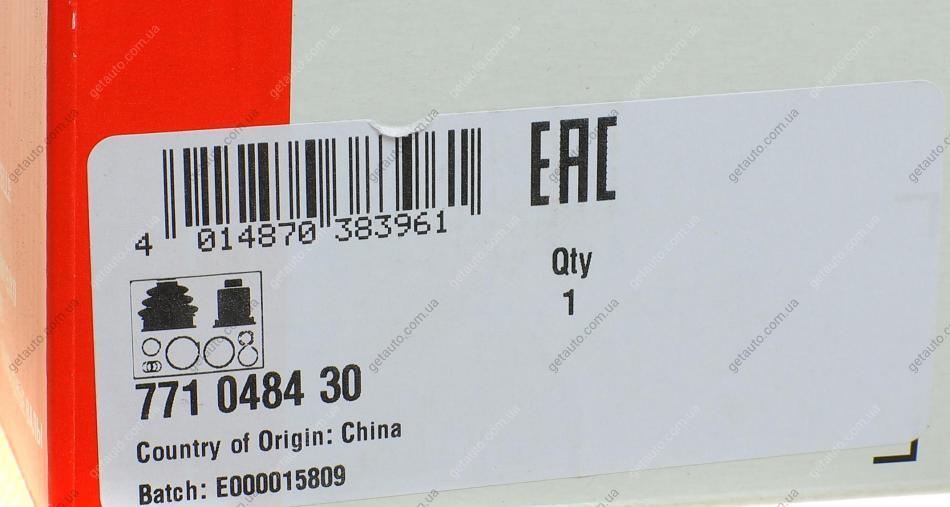 4 014870 383961
EAC
Qty
1
771 0484 30
Country of Origin: China
Batch: E000015809
getauto.com.ua